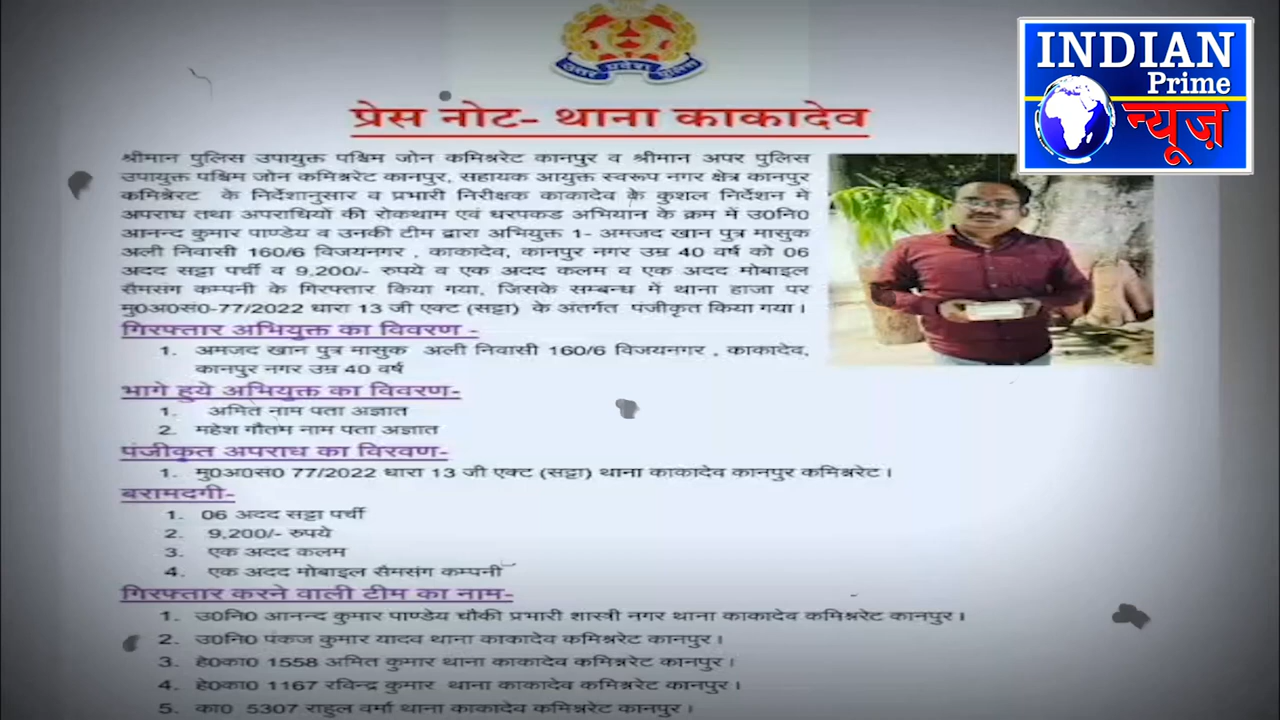 उत्तर प्रदेश पुलिस
INDIAN
Prime
न्यूज़
प्रेस नोट- थाना काकादेव
श्रीमान पुलिस उपायुक्त पश्चिम जोन कमिश्नरेट कानपुर व श्रीमान अपर पुलिस
उपायुक्त पश्चिम जोन कमिश्नरेट कानपुर, सहायक आयुक्त स्वरूप नगर क्षेत्र कानपुर
कमिश्नरेट के निर्देशानुसार व प्रभारी निरीक्षक काकादेव के कुशल निर्देशन में
अपराध तथा अपराधियों की रोकथाम एवं धरपकड अभियान के क्रम में उ0नि0
आनन्द कुमार पाण्डेय व उनकी टीम द्वारा अभियुक्त 1- अमजद खान पुत्र मासुक
अली निवासी 160/6 विजयनगर , काकादेव, कानपुर नगर उम्र 40 वर्ष को 06
अदद सट्टा पर्ची व 9,200/- रुपये व एक अदद कलम व एक अदद मोबाइल
सैमसंग कम्पनी के गिरफ्तार किया गया, जिसके सम्बन्ध में थाना हाजा पर
मु0अ0सं0-77/2022 धारा 13 जी एक्ट (सट्टा) के अंतर्गत पंजीकृत किया गया।
गिरफ्तार अभियुक्त का विवरण -
1. अमजद खान पुत्र मासुक अली निवासी 160/6 विजयनगर , काकादेव,
कानपुर नगर उम्र 40 वर्ष
भागे हुये अभियुक्त का विवरण-
1. अमित नाम पता अज्ञात
2. महेश गौतम नाम पता अज्ञात
पंजीकृत अपराध का विरवण-
1. मु0अ0सं0 77/2022 धारा 13 जी एक्ट (सट्टा) थाना काकादेव कानपुर कमिश्नरेट।
बरामदगी-
1. 06 अदद सट्टा पर्ची
2. 9,200/- रुपये
3. एक अदद कलम
4. एक अदद मोबाइल सैमसंग कम्पनी
गिरफ्तार करने वाली टीम का नाम-
1. उ0नि0 आनन्द कुमार पाण्डेय चौकी प्रभारी शास्त्री नगर थाना काकादेव कमिश्नरेट कानपुर।
2. उ0नि0 पंकज कुमार यादव थाना काकादेव कमिश्नरेट कानपुर।
3. हे0का0 1558 अमित कुमार थाना काकादेव कमिश्नरेट कानपुर।
4. हे0का0 1167 रविन्द्र कुमार थाना काकादेव कमिश्नरेट कानपुर।
5. का0 5307 राहुल वर्मा थाना काकादेव कमिश्नरेट कानपुर।